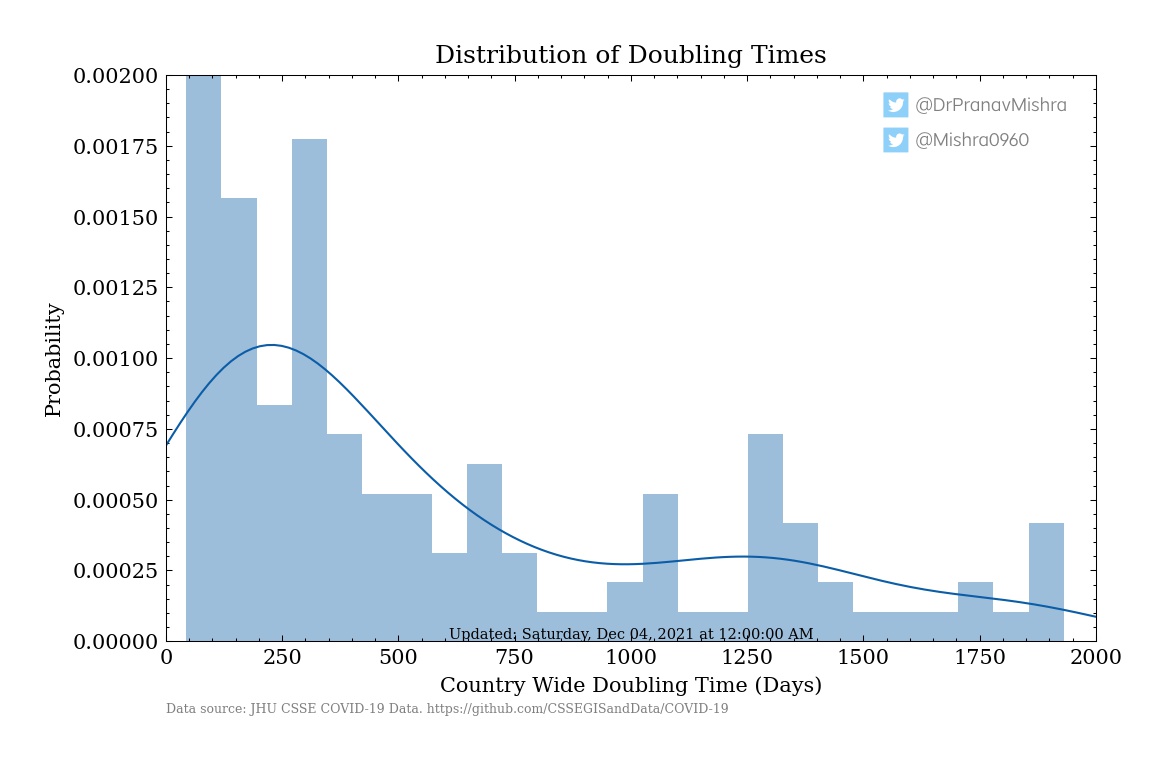 Distribution of Doubling Times
0.00200
0.00175
0.00150
0.00125
0.00100
0.00075
0.00050
0.00025
0.00000
Probability
@DrPranavMishra
@Mishra0960
Updated: Saturday, Dec 04, 2021 at 12:00:00 AM
0 250 500 750 1000 1250 1500 1750 2000
Country Wide Doubling Time (Days)
Data source: JHU CSSE COVID-19 Data. https://github.com/CSSEGISandData/COVID-19